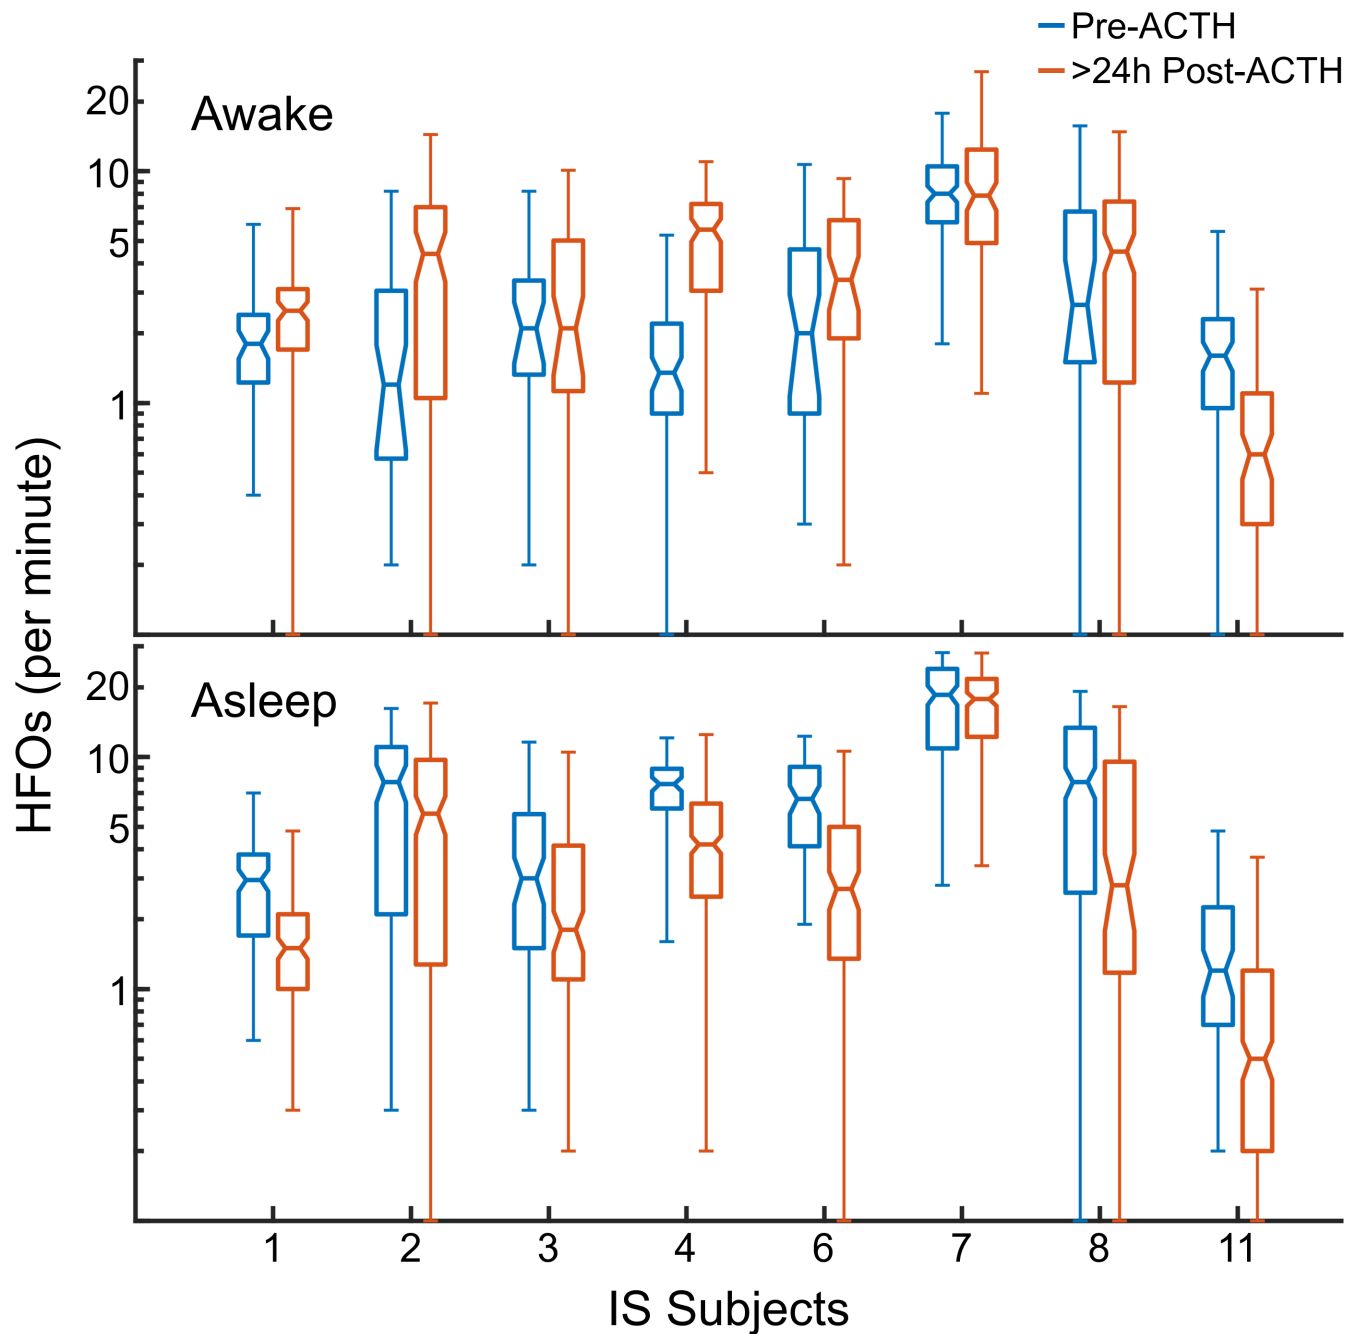 Pre-ACTH
>24h Post-ACTH
Awake
20
10
5
1
HFOs (per minute)
Asleep
20
10
5
1
1 2 3 4 6 7 8 11
IS Subjects